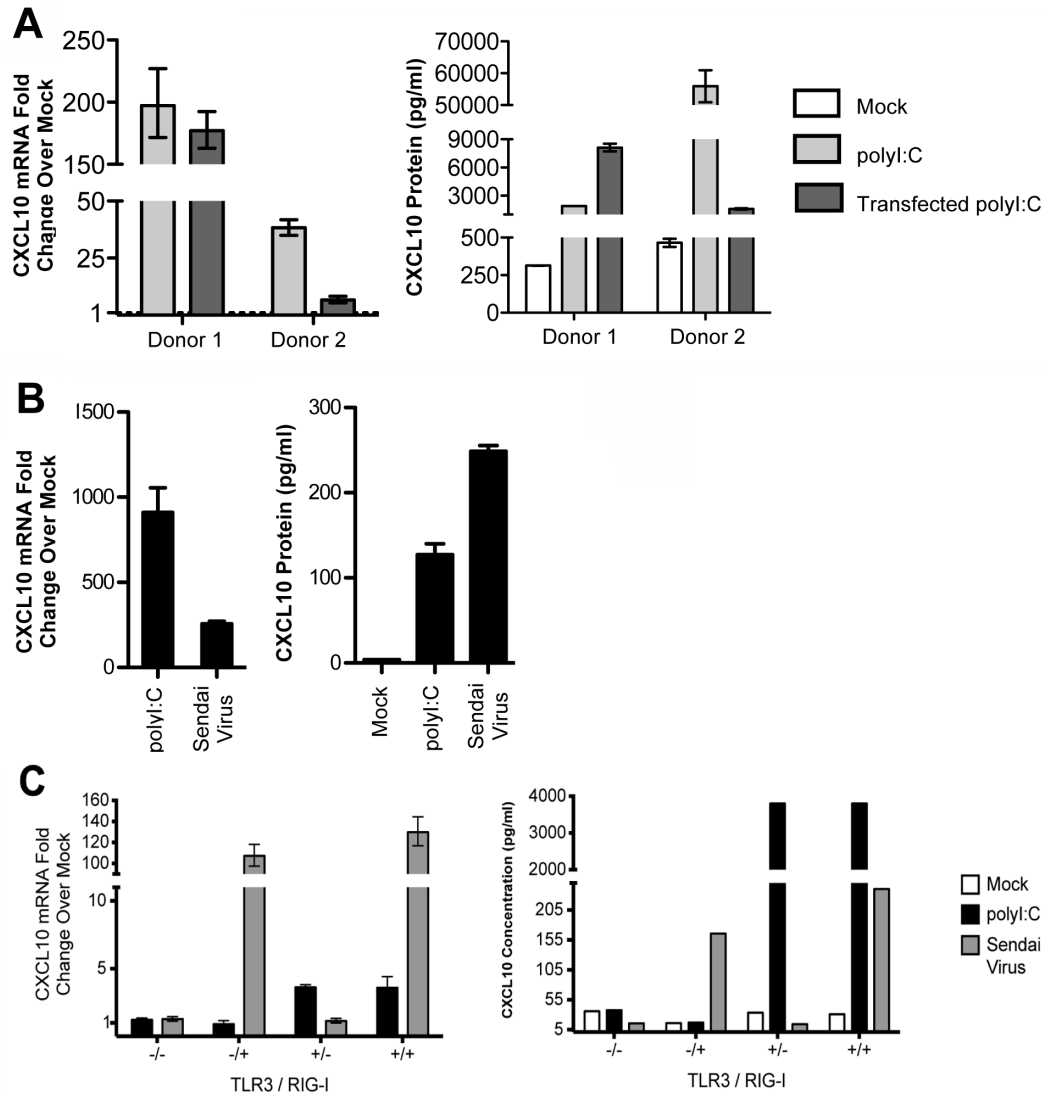 A
CXCL10 mRNA Fold
Change Over Mock
250
200
150
50
25
1
Donor 1
Donor 2
CXCL10 Protein (pg/ml)
70000
60000
50000
9000
6000
3000
500
250
0
Donor 1
Donor 2
Mock
polyI:C
Transfected polyI:C
B
CXCL10 mRNA Fold
Change Over Mock
1500
1000
500
0
polyI:C
Sendai
Virus
CXCL10 Protein (pg/ml)
300
200
100
0
Mock
polyI:C
Sendai
Virus
C
CXCL10 mRNA Fold
Change Over Mock
160
140
120
100
10
5
1
-/-
-/+
+/-
+/+
TLR3 / RIG-I
CXCL10 Concentration (pg/ml)
4000
3000
2000
205
155
105
55
5
-/-
-/+
+/-
+/+
TLR3 / RIG-I
Mock
polyI:C
Sendai
Virus